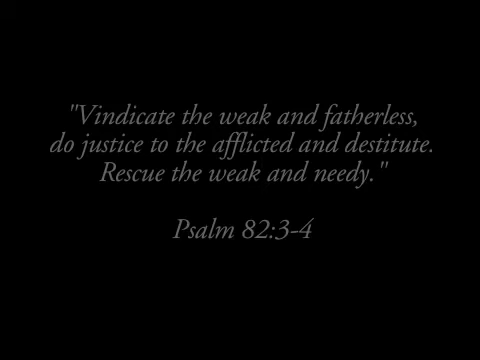 "Vindicate the weak and fatherless,
do justice to the afflicted and destitute.
Rescue the weak and needy."
Psalm 82:3-4